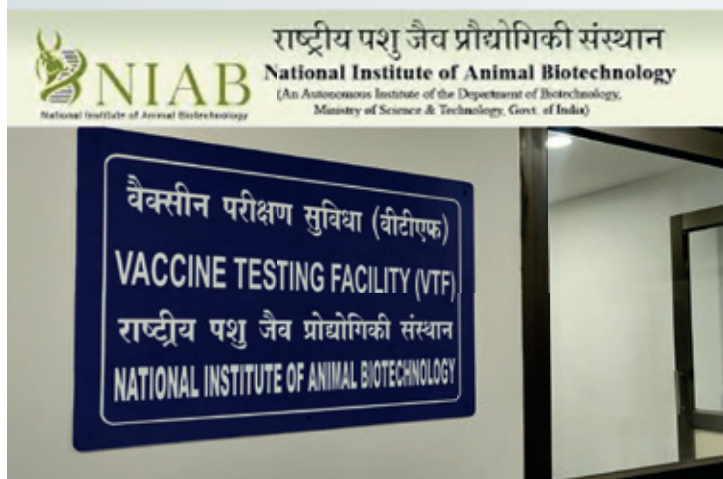 राष्ट्रीय पशु जैव प्रौद्योगिकी संस्थान
NIAB
National Institute of Animal Biotechnology
National Institute of Animal Biotechnology
(An Autonomous Institute of the Department of Biotechnology,
Ministry of Science & Technology, Govt. of India)
वैक्सीन परीक्षण सुविधा (वीटीएफ)
VACCINE TESTING FACILITY (VTF)
राष्ट्रीय पशु जैव प्रोद्योगिकी संस्थान
NATIONAL INSTITUTE OF ANIMAL BIOTECHNOLOGY